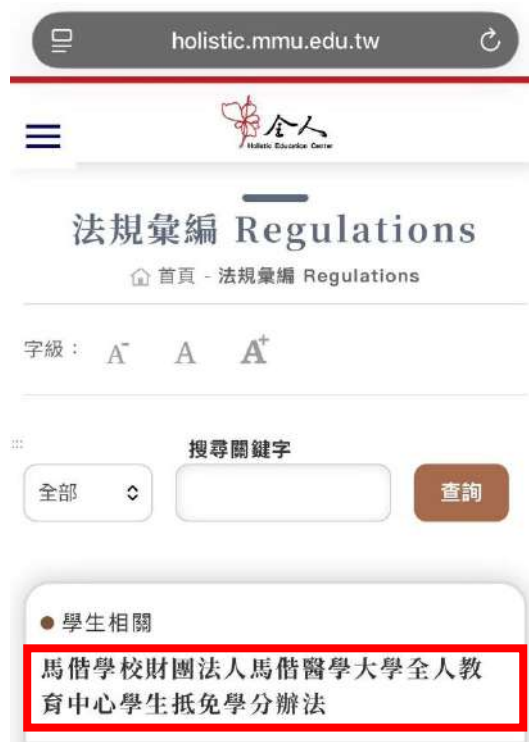 holistic.mmu.edu.tw
全人
Holistic Education Center
法規彙編 Regulations
首頁 - 法規彙編 Regulations
字級： A- A A+
:::
搜尋關鍵字
全部 查詢
學生相關
馬偕學校財團法人馬偕醫學大學全人教
育中心學生抵免學分辦法